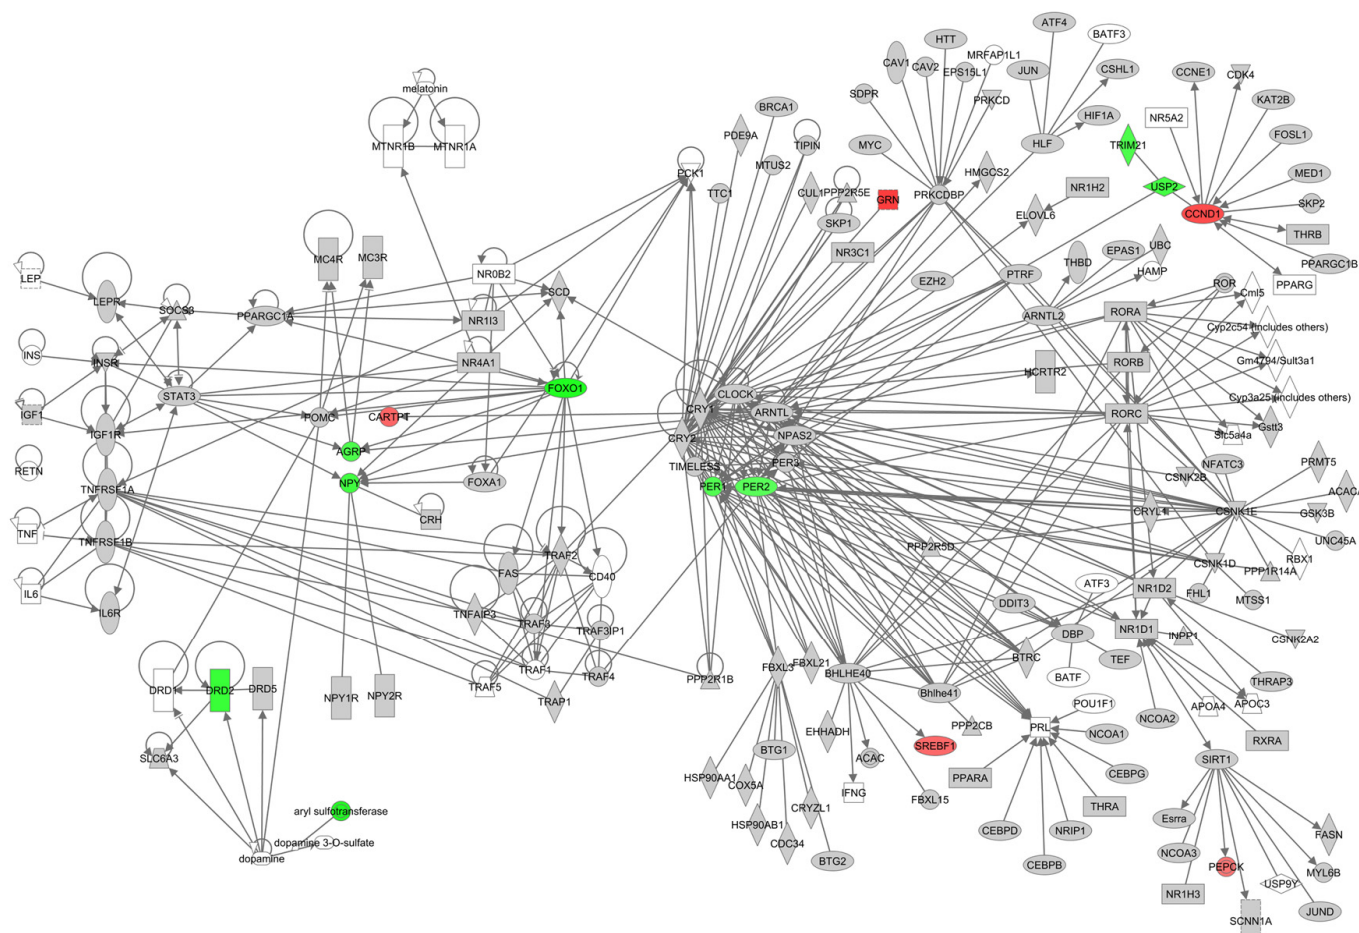 ATF4
BATF3
HTT
MRFAP1L1
CAV1
CAV2
EPS15L1
JUN
CSHL1
CCNE1
CDK4
SDPR
PRKCD
KAT2B
melatonin
BRCA1
HIF1A
NR5A2
PDE9A
FOSL1
MTNR1B
MTNR1A
TIPIN
MYC
HLF
TRIM21
MTUS2
PCK1
HMGCS2
MED1
TTC1
CUL1
PPP2R5E
PRKCDBP
NR1H2
USP2
GRN
SKP2
ELOVL6
CCND1
SKP1
THRB
UBC
MC4R
MC3R
NR3C1
EPAS1
THBD
PPARGC1B
NR0B2
PTRF
HAMP
LEP
EZH2
ROR
PPARG
SCD
Cml5
LEPR
SOCS3
PPARGC1A
NR1I3
ARNTL2
RORA
Cyp2c54 (includes others)
INS
INSR
NR4A1
RORB
Gm4794/Sult3a1
HCRTR2
FOXO1
CLOCK
STAT3
Cyp3a25 (includes others)
IGF1
POMC
CARTPT
CRY1
ARNTL
RORC
Gstt3
IGF1R
CRY2
NPAS2
Slc5a4a
AGRP
TIMELESS
PER3
NFATC3
PRMT5
RETN
NPY
FOXA1
CSNK2B
TNFRSF1A
PER1
PER2
ACACA
CRYL1
CSNK1E
GSK3B
CRH
TNF
UNC45A
TNFRSF1B
TRAF2
PPP2R5D
RBX1
CSNK1D
FAS
CD40
PPP1R14A
ATF3
NR1D2
IL6
FHL1
MTSS1
IL6R
TNFAIP3
DDIT3
TRAF3
TRAF3IP1
DBP
NR1D1
INPP1
CSNK2A2
BTRC
TEF
TRAF1
FBXL3
FBXL21
BHLHE40
TRAF4
PPP2R1B
BATF
THRAP3
TRAF5
DRD1
DRD2
DRD5
Bhlhe41
NPY1R
NPY2R
TRAP1
POU1F1
APOA4
APOC3
NCOA2
PPP2CB
PRL
EHHADH
NCOA1
RXRA
SREBF1
BTG1
SLC6A3
ACAC
SIRT1
CEBPG
HSP90AA1
PPARA
COX5A
IFNG
FBXL15
THRA
aryl sulfotransferase
Esrra
CRYZL1
HSP90AB1
CEBPD
NRIP1
FASN
dopamine 3-O-sulfate
CDC34
NCOA3
dopamine
BTG2
CEBPB
PEPCK
MYL6B
USP9Y
NR1H3
JUND
SCNN1A